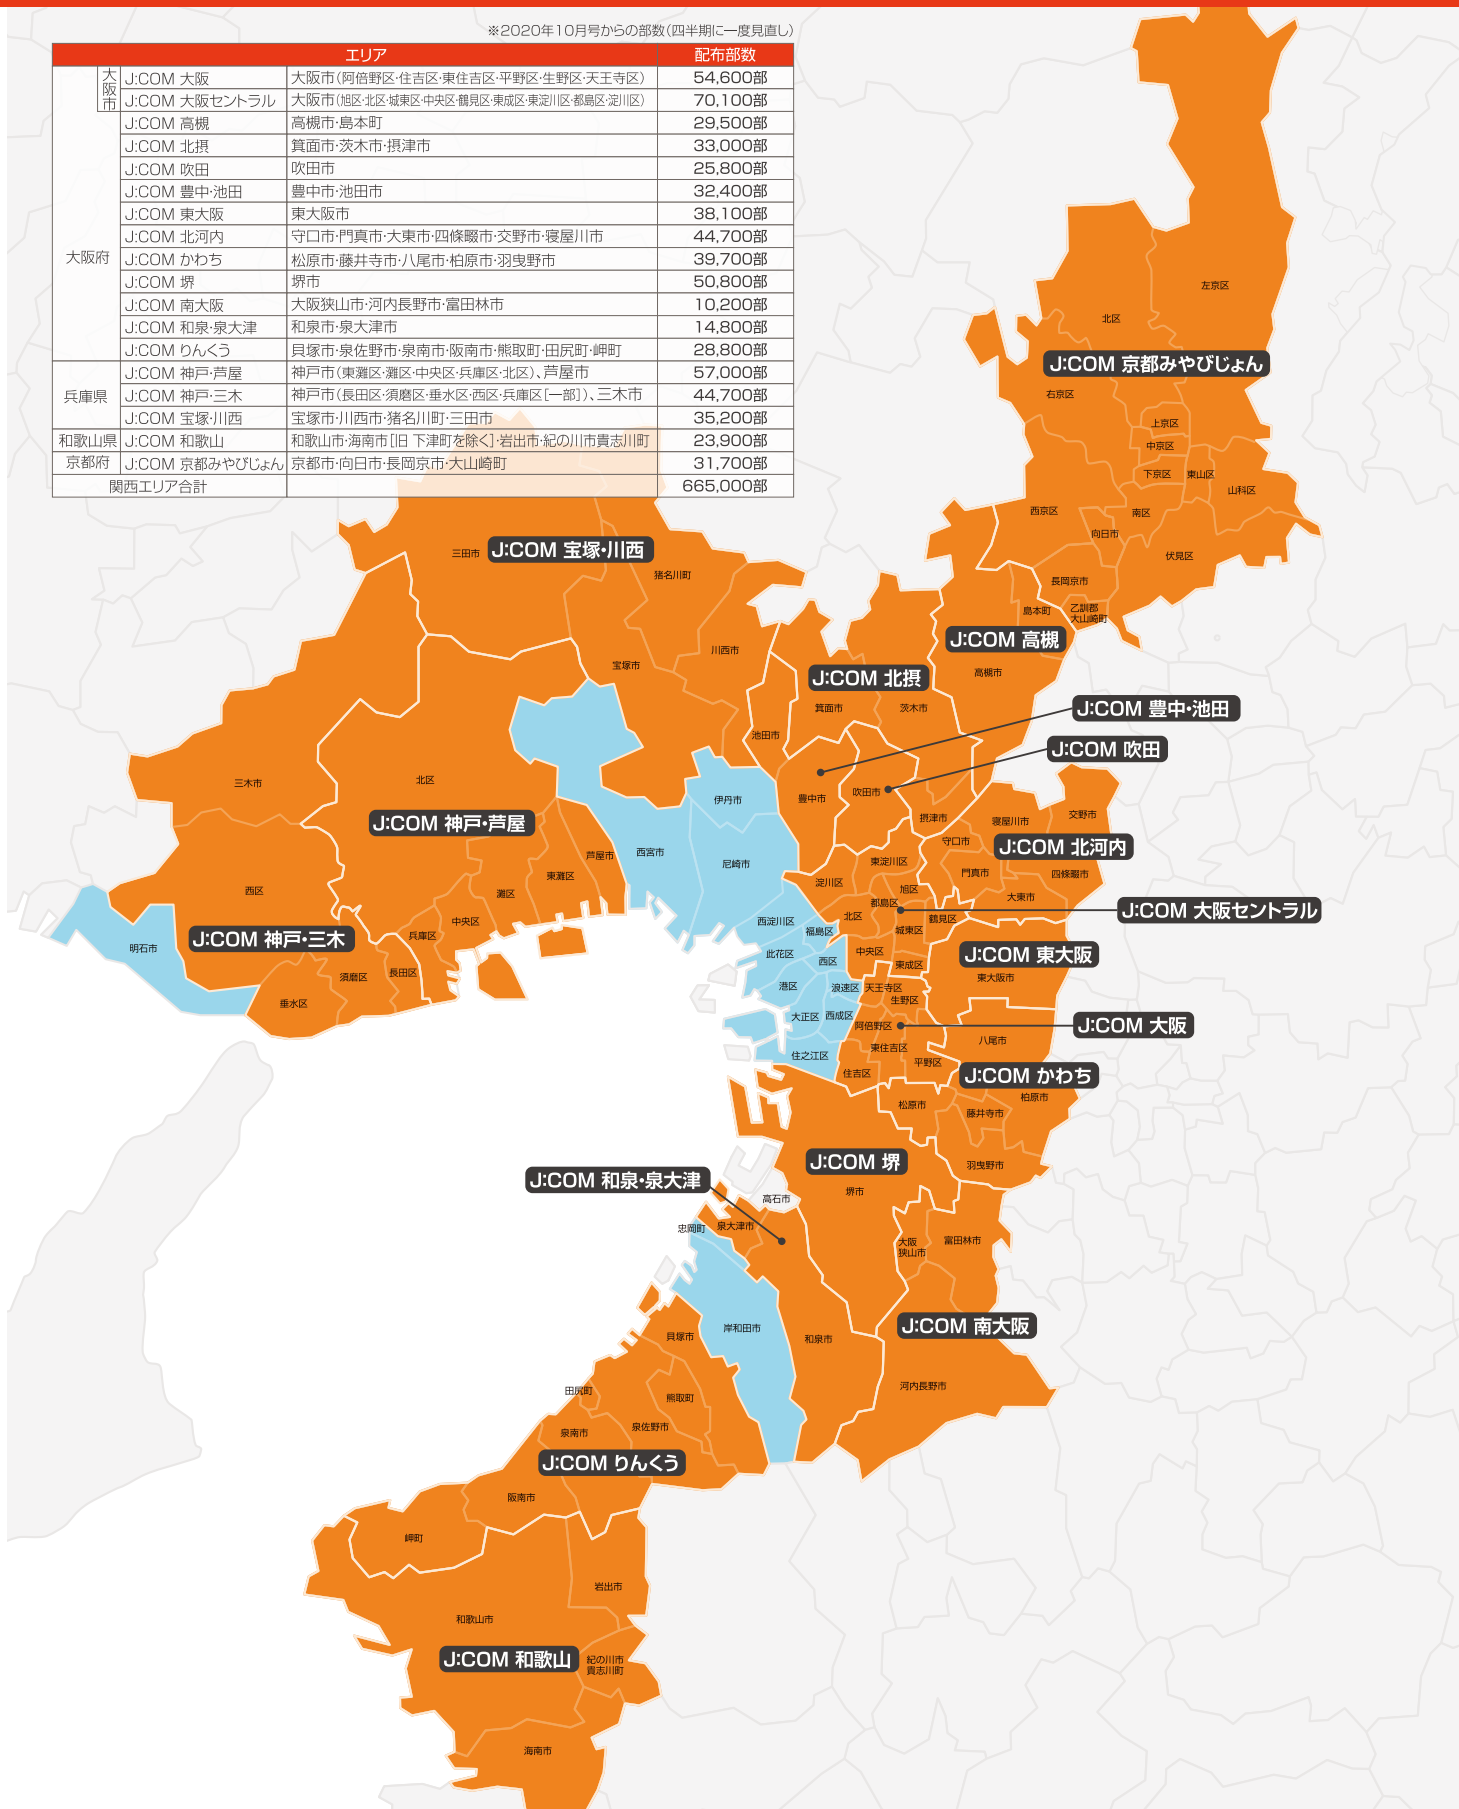 ※2020年10月号からの部数(四半期に一度見直し)
エリア 配布部数
大阪市 J:COM 大阪 大阪市(阿倍野区・住吉区・東住吉区・平野区・生野区・天王寺区) 54,600部
J:COM 大阪セントラル 大阪市(旭区・北区・城東区・中央区・鶴見区・東成区・東淀川区・都島区・淀川区) 70,100部
J:COM 高槻 高槻市・島本町 29,500部
J:COM 北摂 箕面市・茨木市・摂津市 33,000部
J:COM 吹田 吹田市 25,800部
J:COM 豊中・池田 豊中市・池田市 32,400部
J:COM 東大阪 東大阪市 38,100部
J:COM 北河内 守口市・門真市・大東市・四條畷市・交野市・寝屋川市 44,700部
大阪府 J:COM かわち 松原市・藤井寺市・八尾市・柏原市・羽曳野市 39,700部
J:COM 堺 堺市 50,800部
J:COM 南大阪 大阪狭山市・河内長野市・富田林市 10,200部
J:COM 和泉・泉大津 和泉市・泉大津市 14,800部
J:COM りんくう 貝塚市・泉佐野市・泉南市・阪南市・熊取町・田尻町・岬町 28,800部
J:COM 神戸・芦屋 神戸市(東灘区・灘区・中央区・兵庫区・北区)、芦屋市 57,000部
兵庫県 J:COM 神戸・三木 神戸市(長田区・須磨区・垂水区・西区・兵庫区[一部])、三木市 44,700部
J:COM 宝塚・川西 宝塚市・川西市・猪名川町・三田市 35,200部
和歌山県 J:COM 和歌山 和歌山市・海南市[旧 下津町を除く]・岩出市・紀の川市貴志川町 23,900部
京都府 J:COM 京都みやびじょん 京都市・向日市・長岡京市・大山崎町 31,700部
関西エリア合計 665,000部
左京区
北区
J:COM 京都みやびじょん
右京区
上京区
中京区
下京区
東山区
山科区
西京区
南区
向日市
伏見区
長岡京市
乙訓郡
大山崎町
島本町
J:COM 高槻
高槻市
三田市
J:COM 宝塚・川西
猪名川町
川西市
宝塚市
J:COM 北摂
箕面市
茨木市
池田市
J:COM 豊中・池田
J:COM 吹田
豊中市
吹田市
摂津市
三木市
北区
J:COM 神戸・芦屋
伊丹市
西宮市
尼崎市
芦屋市
東灘区
灘区
中央区
兵庫区
西区
J:COM 神戸・三木
明石市
須磨区
長田区
垂水区
寝屋川市
交野市
守口市
J:COM 北河内
門真市
四條畷市
大東市
東淀川区
淀川区
旭区
都島区
北区
鶴見区
J:COM 大阪セントラル
西淀川区
福島区
城東区
中央区
東成区
此花区
西区
港区
浪速区
天王寺区
生野区
大正区
西成区
阿倍野区
J:COM 大阪
住之江区
東住吉区
平野区
住吉区
J:COM 東大阪
東大阪市
八尾市
J:COM かわち
柏原市
松原市
藤井寺市
羽曳野市
J:COM 堺
堺市
J:COM 和泉・泉大津
高石市
忠岡町
泉大津市
大阪
狭山市
富田林市
J:COM 南大阪
岸和田市
和泉市
貝塚市
河内長野市
田尻町
熊取町
泉佐野市
泉南市
J:COM りんくう
阪南市
岬町
岩出市
和歌山市
J:COM 和歌山
紀の川市
貴志川町
海南市